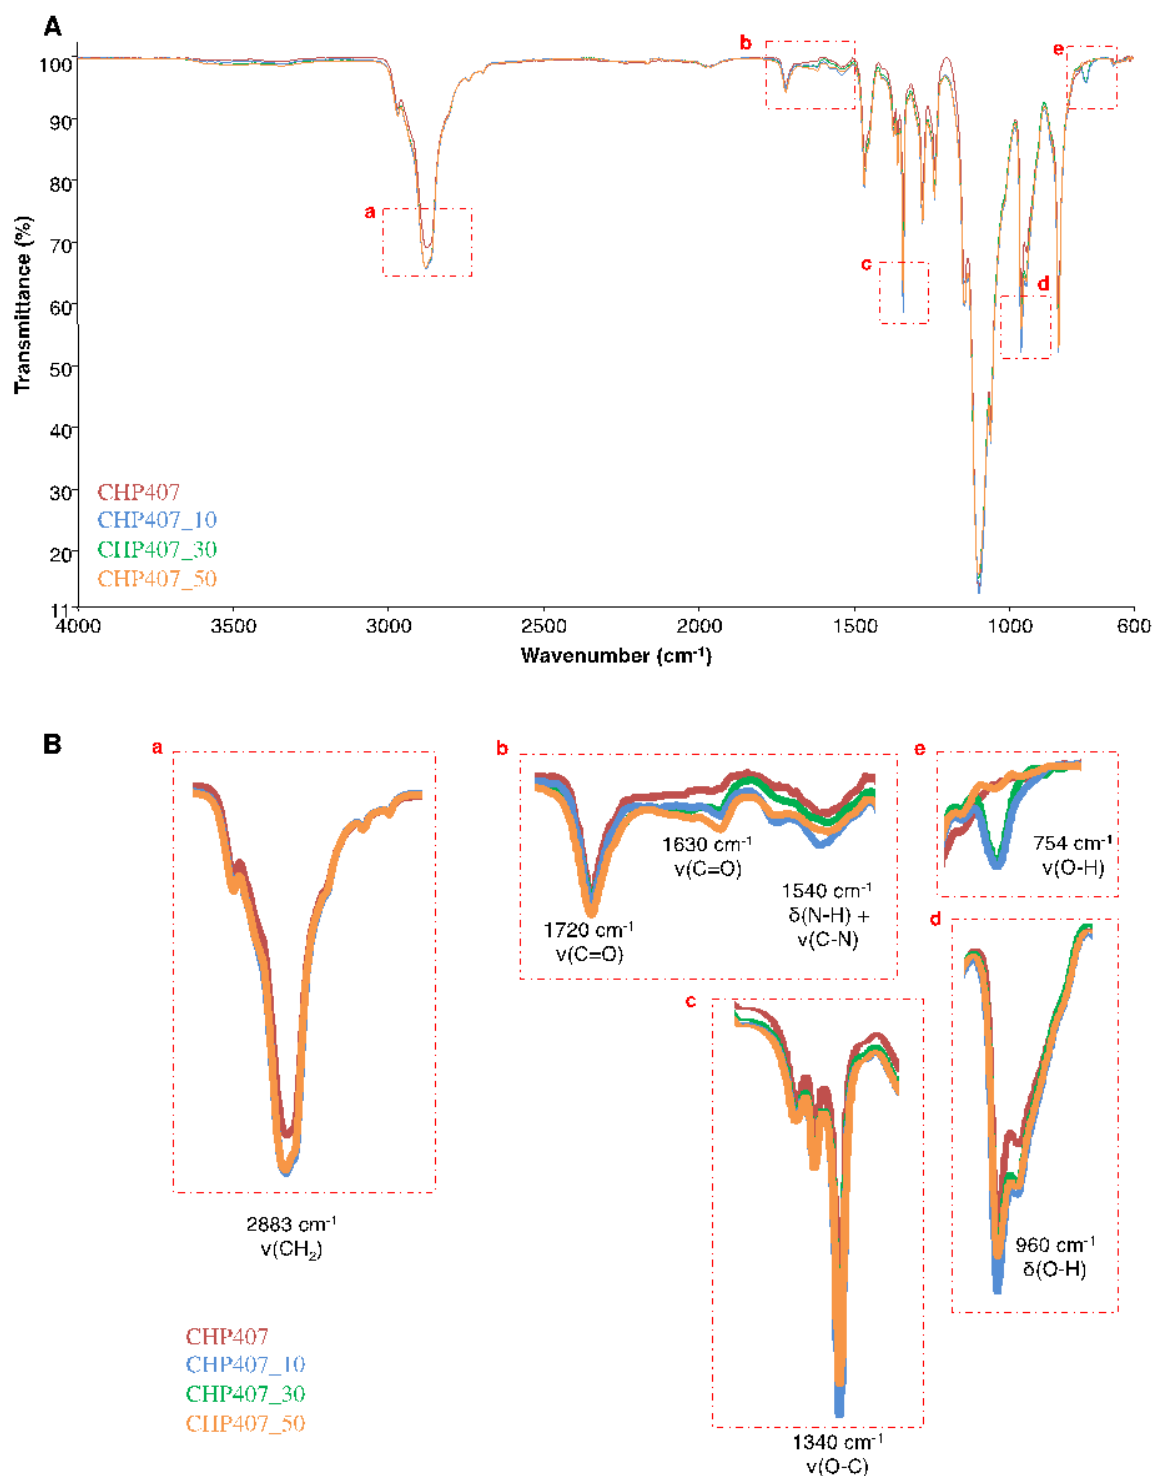 A
b
e
100
90
80
a
70
c
60
d
50
40
30
20
11
Transmittance (%)
CHP407
CHP407_10
CHP407_30
CHP407_50
4000 3500 3000 2500 2000 1500 1000 600
Wavenumber (cm-1)
B
a
2883 cm-1
ν(CH2)
b
1720 cm-1
ν(C=O)
1630 cm-1
ν(C=O)
1540 cm-1
δ(N-H) +
ν(C-N)
e
754 cm-1
ν(O-H)
d
960 cm-1
δ(O-H)
c
1340 cm-1
ν(O-C)
CHP407
CHP407_10
CHP407_30
CHP407_50